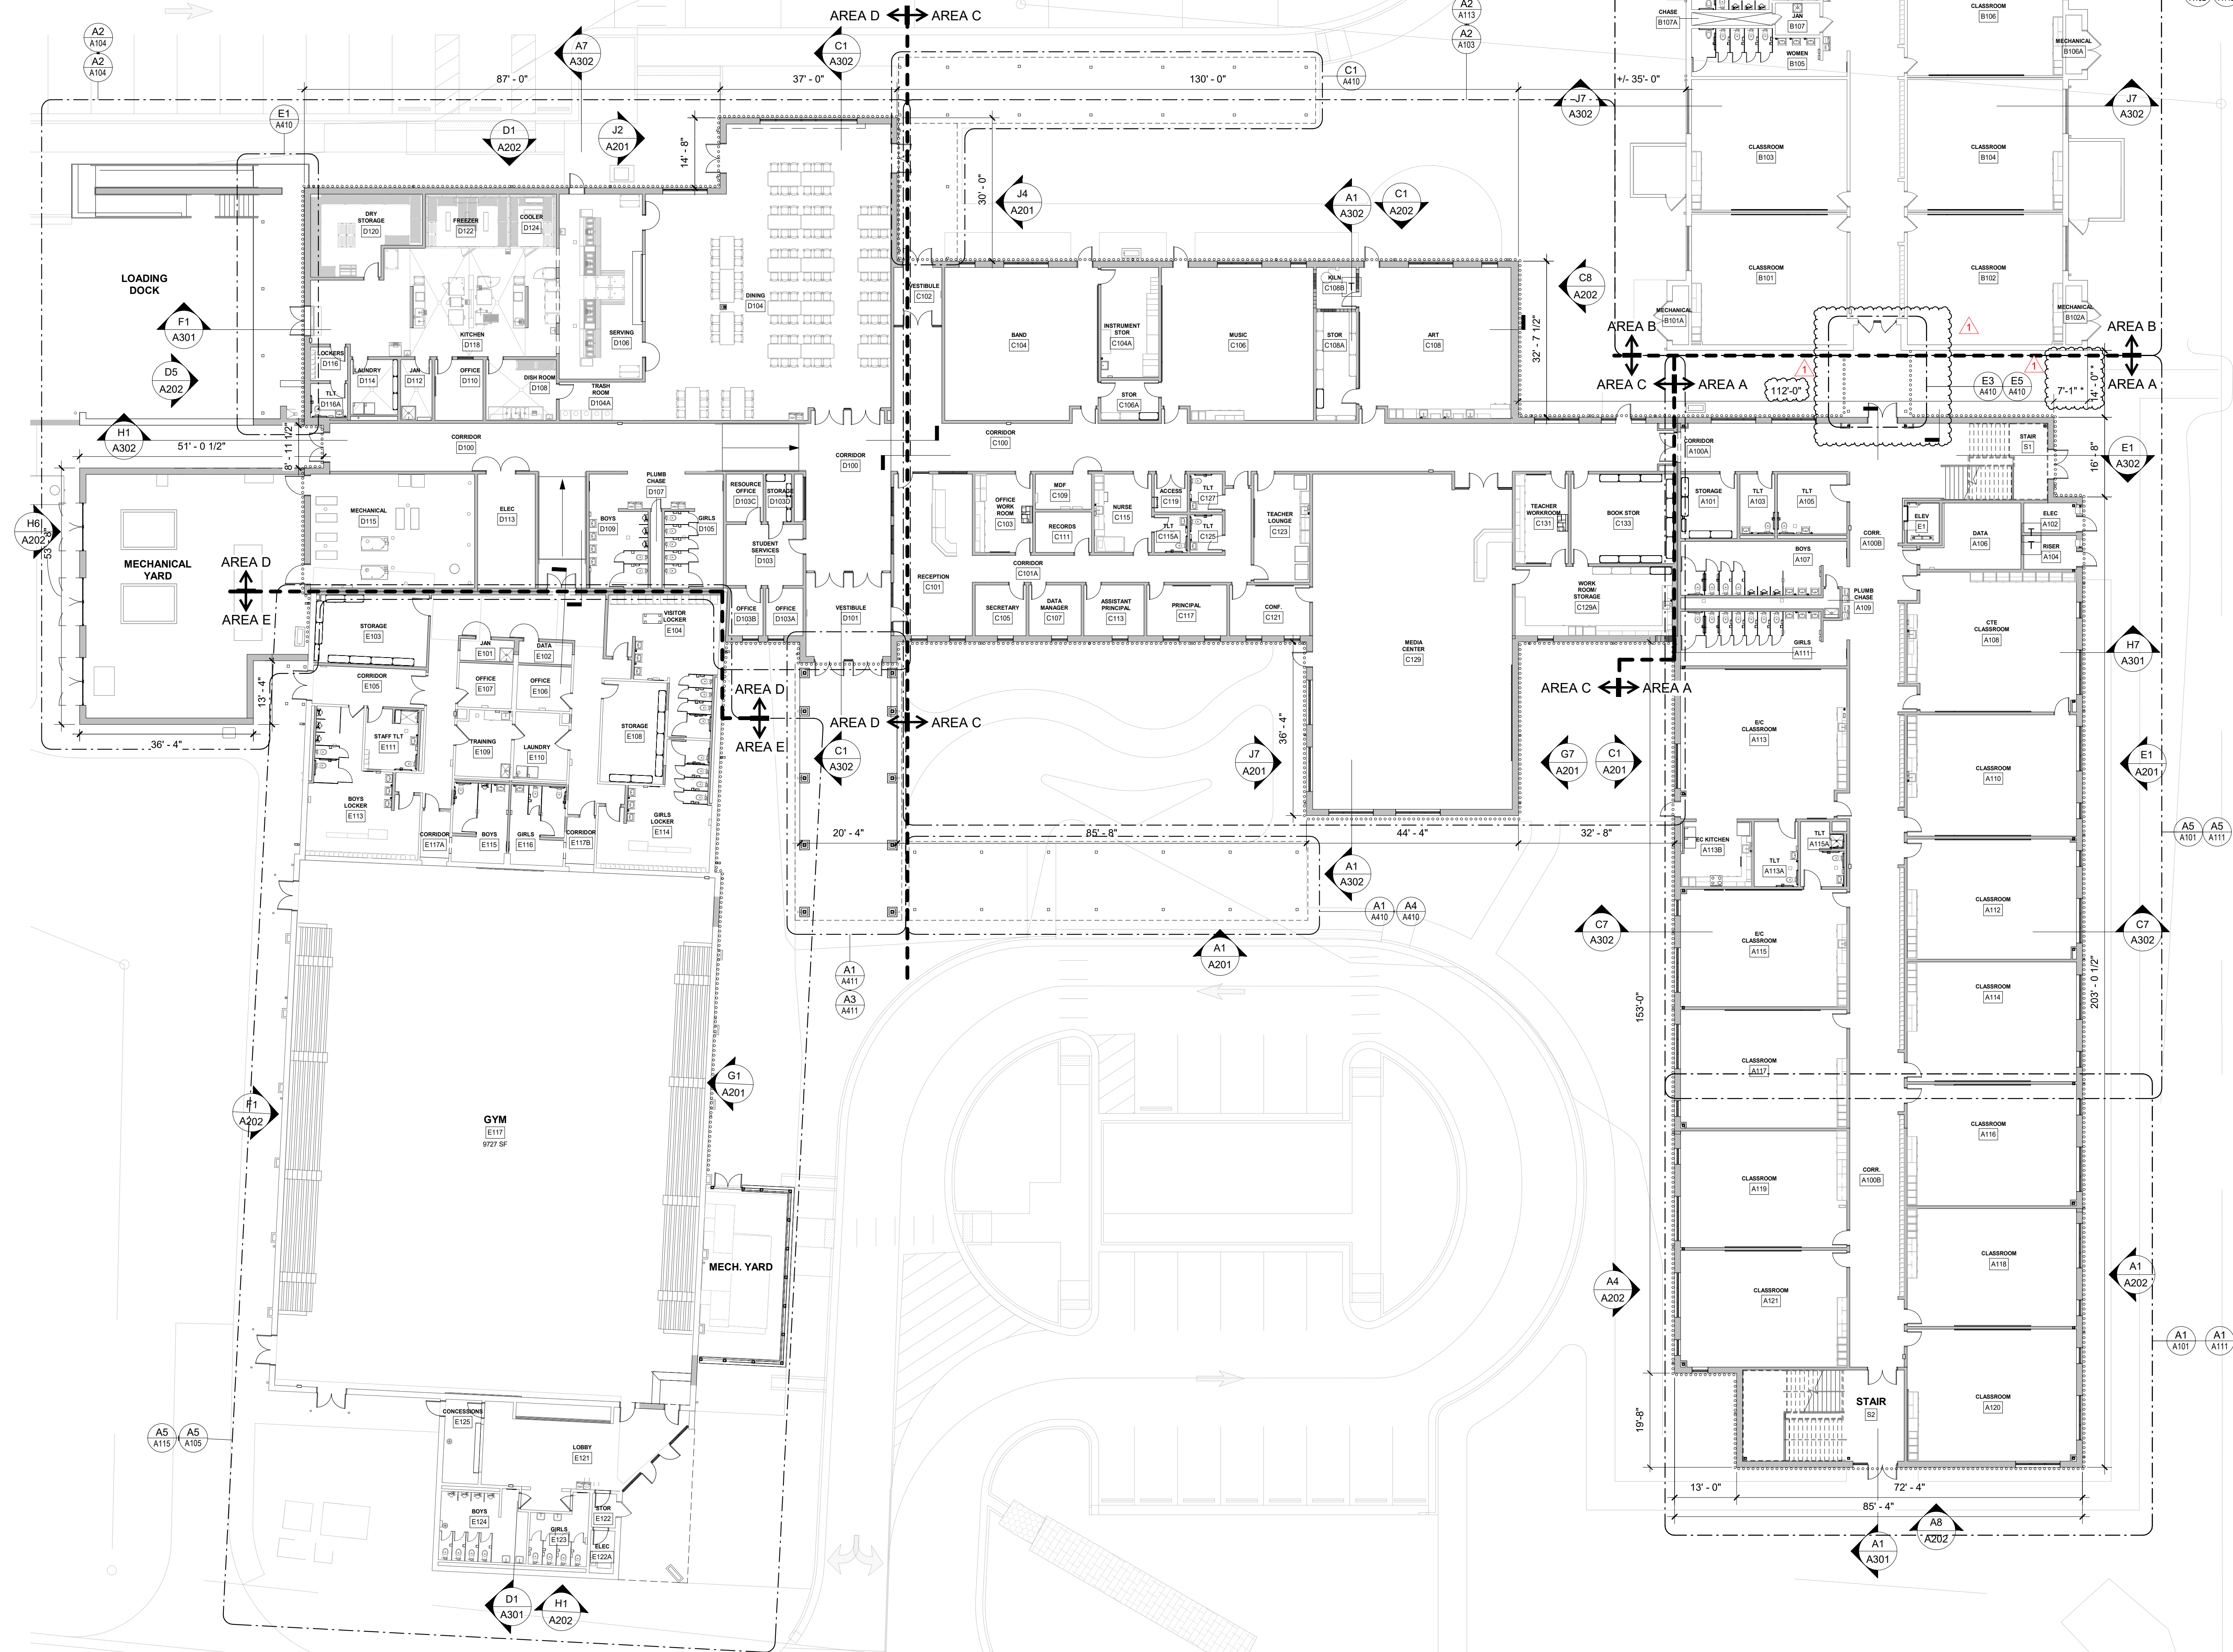 AREA D
AREA C
A2
A104
A2
A104
A7
A302
C1
A302
87' - 0"
37' - 0"
130' - 0"
+/- 35'- 0"
C1
A410
A2
A113
A2
A103
CHASE
B107A
JAN
B107
WOMEN
B105
CLASSROOM
B106
MECHANICAL
B106A
J7
A302
J7
A302
E1
A410
D1
A202
J2
A201
14' - 8"
30' - 0"
J4
A201
A1
A302
C1
A202
CLASSROOM
B103
CLASSROOM
B104
LOADING
DOCK
DRY
STORAGE
D120
FREEZER
D122
COOLER
D124
DINING
D104
SERVING
D106
KITCHEN
D118
LOCKERS
D116
LAUNDRY
D114
JAN
D112
OFFICE
D110
DISH ROOM
D108
TRASH
ROOM
D104A
TLT
D116A
F1
A301
D5
A202
H1
A302
51' - 0 1/2"
8' - 11 1/2"
VESTIBULE
C102
BAND
C104
INSTRUMENT
STOR
C104A
STOR
C106A
MUSIC
C106
KILN
C108B
STOR
C108A
ART
C108
32' - 7 1/2"
C8
A202
CLASSROOM
B101
CLASSROOM
B102
MECHANICAL
B101A
MECHANICAL
B102A
AREA B
AREA B
AREA C
AREA A
AREA A
1
1
1
112'-0"
E3
A410
E5
A410
7'-1" *
14' - 0" *
CORRIDOR
D100
CORRIDOR
D100
CORRIDOR
C100
CORRIDOR
A100A
STAIR
S1
16' - 8"
E1
A302
H6
A202
53' - 8"
MECHANICAL
YARD
MECHANICAL
D115
ELEC
D113
PLUMB
CHASE
D107
BOYS
D109
GIRLS
D105
RESOURCE
OFFICE
D103C
STORAGE
D103D
STUDENT
SERVICES
D103
OFFICE
D103B
OFFICE
D103A
VESTIBULE
D101
RECEPTION
C101
OFFICE
WORK
ROOM
C103
MDF
C109
RECORDS
C111
NURSE
C115
ACCESS
C119
TLT
C127
TLT
C115A
TLT
C125
TEACHER
LOUNGE
C123
CORRIDOR
C101A
SECRETARY
C105
DATA
MANAGER
C107
ASSISTANT
PRINCIPAL
C113
PRINCIPAL
C117
CONF.
C121
MEDIA
CENTER
C129
TEACHER
WORKROOM
C131
BOOK STOR
C133
WORK
ROOM/
STORAGE
C129A
STORAGE
A101
TLT
A103
TLT
A105
BOYS
A107
PLUMB
CHASE
A109
GIRLS
A111
CORR.
A100B
ELEV
E1
DATA
A106
ELEC
A102
RISER
A104
CTE
CLASSROOM
A108
H7
A301
AREA D
AREA E
STORAGE
E103
JAN
E101
DATA
E102
VISITOR
LOCKER
E104
CORRIDOR
E105
OFFICE
E107
OFFICE
E106
STAFF TLT
E111
TRAINING
E109
LAUNDRY
E110
STORAGE
E108
BOYS
LOCKER
E113
CORRIDOR
E117A
BOYS
E115
GIRLS
E116
CORRIDOR
E117B
GIRLS
LOCKER
E114
13' - 4"
36' - 4"
AREA D
AREA E
AREA D
AREA C
C1
A302
20' - 4"
85' - 8"
44' - 4"
32' - 8"
36' - 4"
J7
A201
G7
A201
C1
A201
AREA C
AREA A
E/C
CLASSROOM
A113
CLASSROOM
A110
E1
A201
A5
A101
A5
A111
EC KITCHEN
A113B
TLT
A113A
TLT
A115A
A1
A302
A1
A410
A4
A410
A1
A201
A1
A411
A3
A411
C7
A302
E/C
CLASSROOM
A115
CLASSROOM
A112
C7
A302
CLASSROOM
A114
153'-0"
203' - 0 1/2"
CLASSROOM
A117
CLASSROOM
A116
F1
A202
G1
A201
GYM
E117
9727 SF
MECH. YARD
CLASSROOM
A119
CORR.
A100B
CLASSROOM
A118
A4
A202
CLASSROOM
A121
A1
A202
A1
A101
A1
A111
STAIR
S2
CLASSROOM
A120
19'-8"
13' - 0"
72' - 4"
85' - 4"
A8
A202
A1
A301
A5
A115
A5
A105
CONCESSIONS
E125
LOBBY
E121
BOYS
E124
GIRLS
E123
STOR
E122
ELEC
E122A
D1
A301
H1
A202